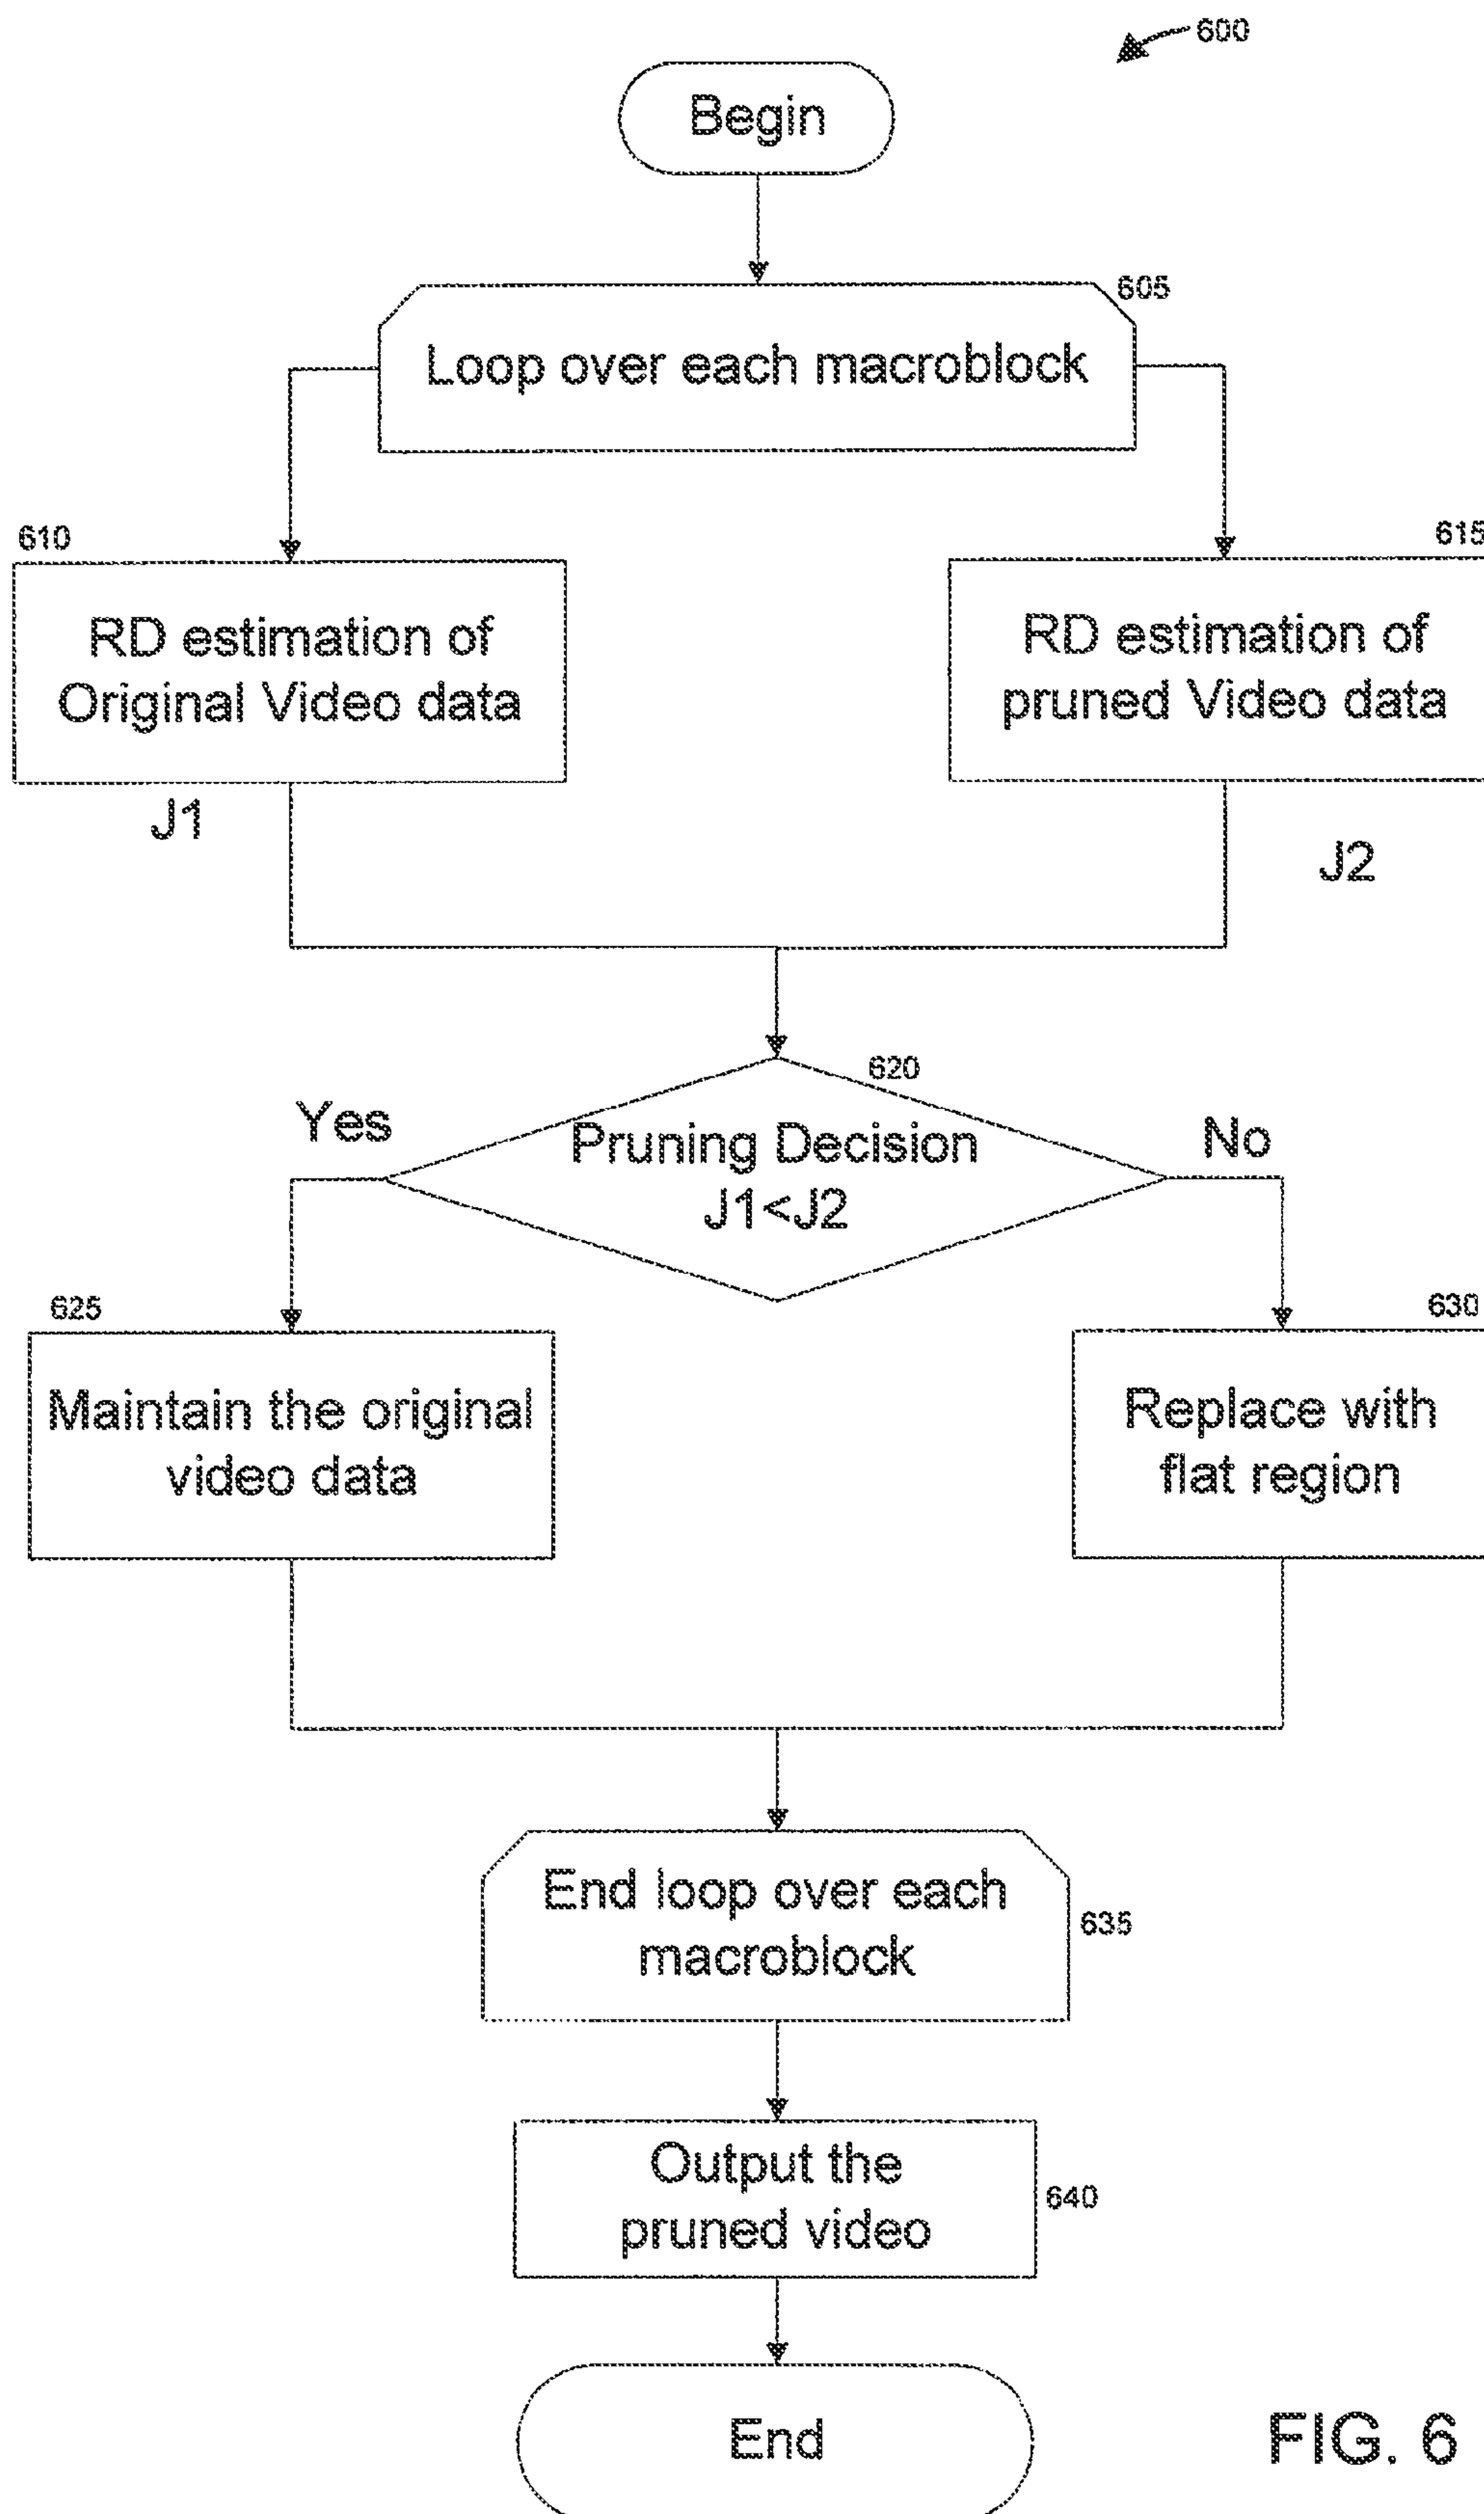 600
Begin
605
Loop over each macroblock
610
615
RD estimation of
Original Video data
RD estimation of
pruned Video data
J1
J2
620
Yes
Pruning Decision
J1<J2
No
625
630
Maintain the original
video data
Replace with
flat region
End loop over each
macroblock
635
Output the
pruned video
640
End
FIG. 6